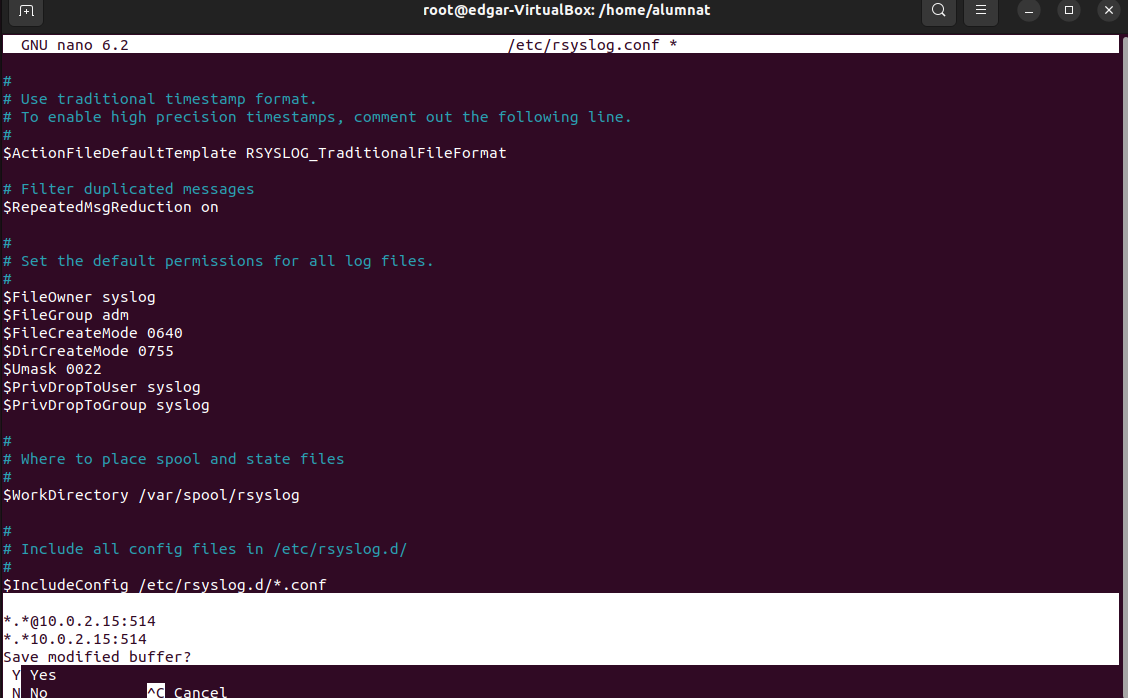 root@edgar-VirtualBox: /home/alumnat
GNU nano 6.2 /etc/rsyslog.conf *
#
# Use traditional timestamp format.
# To enable high precision timestamps, comment out the following line.
#
$ActionFileDefaultTemplate RSYSLOG_TraditionalFileFormat
# Filter duplicated messages
$RepeatedMsgReduction on
#
# Set the default permissions for all log files.
#
$FileOwner syslog
$FileGroup adm
$FileCreateMode 0640
$DirCreateMode 0755
$Umask 0022
$PrivDropToUser syslog
$PrivDropToGroup syslog
#
# Where to place spool and state files
#
$WorkDirectory /var/spool/rsyslog
#
# Include all config files in /etc/rsyslog.d/
#
$IncludeConfig /etc/rsyslog.d/*.conf
*.*@10.0.2.15:514
*.*10.0.2.15:514
Save modified buffer?
Y Yes
N No ^C Cancel